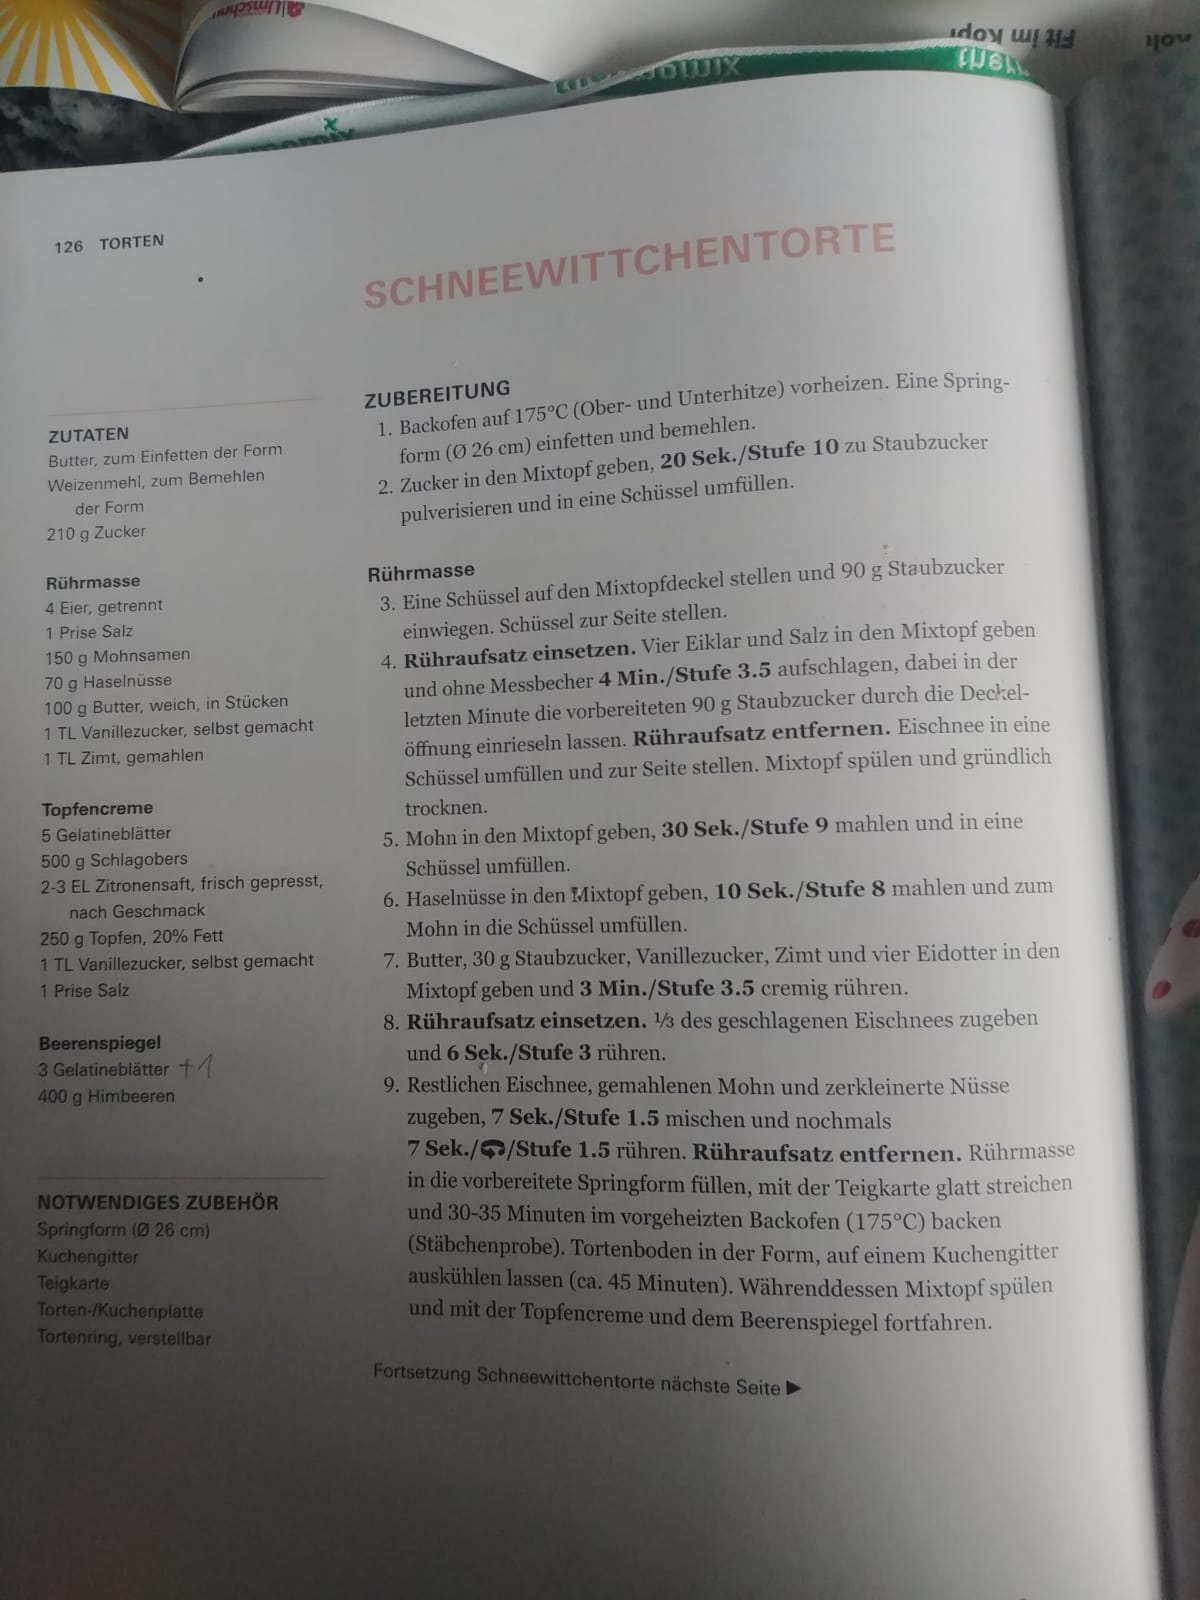 Fit im Kopf
126 TORTEN
SCHNEEWITTCHENTORTE
ZUTATEN
Butter, zum Einfetten der Form
Weizenmehl, zum Bemehlen
der Form
210 g Zucker
Rührmasse
4 Eier, getrennt
1 Prise Salz
150 g Mohnsamen
70 g Haselnüsse
100 g Butter, weich, in Stücken
1 TL Vanillezucker, selbst gemacht
1 TL Zimt, gemahlen
Topfencreme
5 Gelatineblätter
500 g Schlagobers
2-3 EL Zitronensaft, frisch gepresst,
nach Geschmack
250 g Topfen, 20% Fett
1 TL Vanillezucker, selbst gemacht
1 Prise Salz
Beerenspiegel
3 Gelatineblätter +1
400 g Himbeeren
NOTWENDIGES ZUBEHÖR
Springform (Ø 26 cm)
Kuchengitter
Teigkarte
Torten-/Kuchenplatte
Tortenring, verstellbar
ZUBEREITUNG
1. Backofen auf 175°C (Ober- und Unterhitze) vorheizen. Eine Spring-
form (Ø 26 cm) einfetten und bemehlen.
2. Zucker in den Mixtopf geben, 20 Sek./Stufe 10 zu Staubzucker
pulverisieren und in eine Schüssel umfüllen.
Rührmasse
3. Eine Schüssel auf den Mixtopfdeckel stellen und 90 g Staubzucker
einwiegen. Schüssel zur Seite stellen.
4. Rühraufsatz einsetzen. Vier Eiklar und Salz in den Mixtopf geben
und ohne Messbecher 4 Min./Stufe 3.5 aufschlagen, dabei in der
letzten Minute die vorbereiteten 90 g Staubzucker durch die Deckel-
öffnung einrieseln lassen. Rühraufsatz entfernen. Eischnee in eine
Schüssel umfüllen und zur Seite stellen. Mixtopf spülen und gründlich
trocknen.
5. Mohn in den Mixtopf geben, 30 Sek./Stufe 9 mahlen und in eine
Schüssel umfüllen.
6. Haselnüsse in den Mixtopf geben, 10 Sek./Stufe 8 mahlen und zum
Mohn in die Schüssel umfüllen.
7. Butter, 30 g Staubzucker, Vanillezucker, Zimt und vier Eidotter in den
Mixtopf geben und 3 Min./Stufe 3.5 cremig rühren.
8. Rühraufsatz einsetzen. ⅓ des geschlagenen Eischnees zugeben
und 6 Sek./Stufe 3 rühren.
9. Restlichen Eischnee, gemahlenen Mohn und zerkleinerte Nüsse
zugeben, 7 Sek./Stufe 1.5 mischen und nochmals
7 Sek./ /Stufe 1.5 rühren. Rühraufsatz entfernen. Rührmasse
in die vorbereitete Springform füllen, mit der Teigkarte glatt streichen
und 30-35 Minuten im vorgeheizten Backofen (175°C) backen
(Stäbchenprobe). Tortenboden in der Form, auf einem Kuchengitter
auskühlen lassen (ca. 45 Minuten). Währenddessen Mixtopf spülen
und mit der Topfencreme und dem Beerenspiegel fortfahren.
Fortsetzung Schneewittchentorte nächste Seite ▶